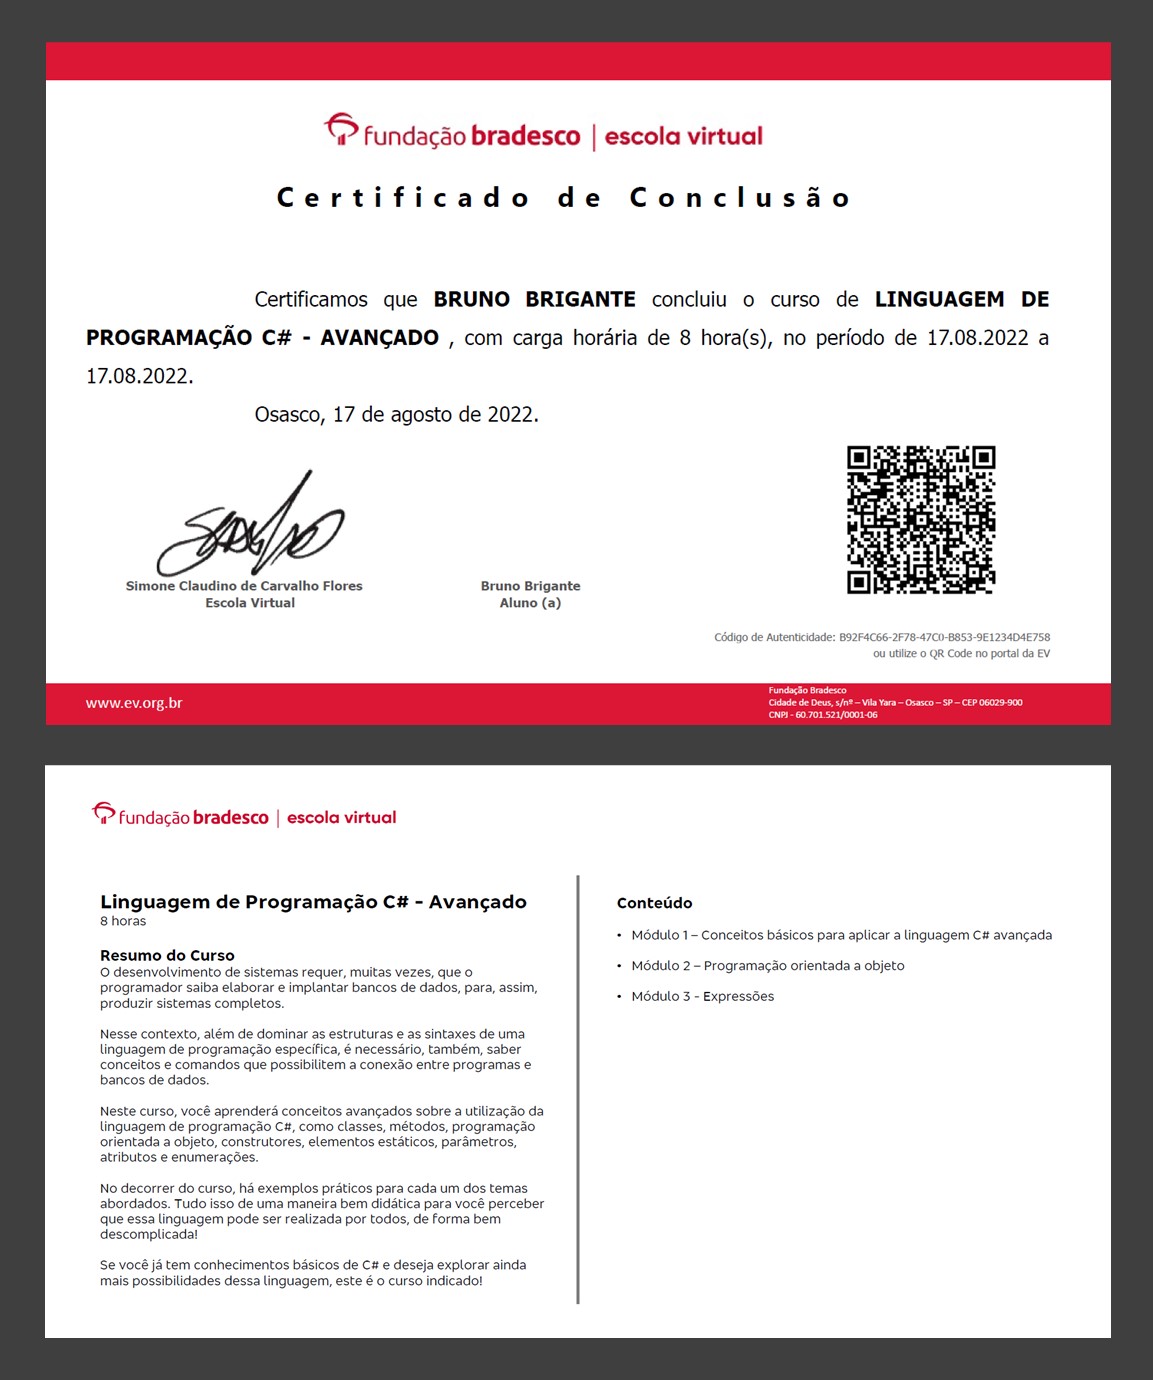 fundação bradesco | escola virtual
Certificado de Conclusão
Certificamos que BRUNO BRIGANTE concluiu o curso de LINGUAGEM DE
PROGRAMAÇÃO C# - AVANÇADO , com carga horária de 8 hora(s), no período de 17.08.2022 a
17.08.2022.
Osasco, 17 de agosto de 2022.
Simone Claudino de Carvalho Flores
Escola Virtual
Bruno Brigante
Aluno (a)
Código de Autenticidade: B92F4C66-2F78-47C0-B853-9E1234D4E758
ou utilize o QR Code no portal da EV
www.ev.org.br
Fundação Bradesco
Cidade de Deus, s/nº – Vila Yara – Osasco – SP – CEP 06029-900
CNPJ - 60.701.521/0001-06
fundação bradesco | escola virtual
Linguagem de Programação C# - Avançado
8 horas
Resumo do Curso
O desenvolvimento de sistemas requer, muitas vezes, que o
programador saiba elaborar e implantar bancos de dados, para, assim,
produzir sistemas completos.
Nesse contexto, além de dominar as estruturas e as sintaxes de uma
linguagem de programação específica, é necessário, também, saber
conceitos e comandos que possibilitem a conexão entre programas e
bancos de dados.
Neste curso, você aprenderá conceitos avançados sobre a utilização da
linguagem de programação C#, como classes, métodos, programação
orientada a objeto, construtores, elementos estáticos, parâmetros,
atributos e enumerações.
No decorrer do curso, há exemplos práticos para cada um dos temas
abordados. Tudo isso de uma maneira bem didática para você perceber
que essa linguagem pode ser realizada por todos, de forma bem
descomplicada!
Se você já tem conhecimentos básicos de C# e deseja explorar ainda
mais possibilidades dessa linguagem, este é o curso indicado!
Conteúdo
• Módulo 1 – Conceitos básicos para aplicar a linguagem C# avançada
• Módulo 2 – Programação orientada a objeto
• Módulo 3 - Expressões